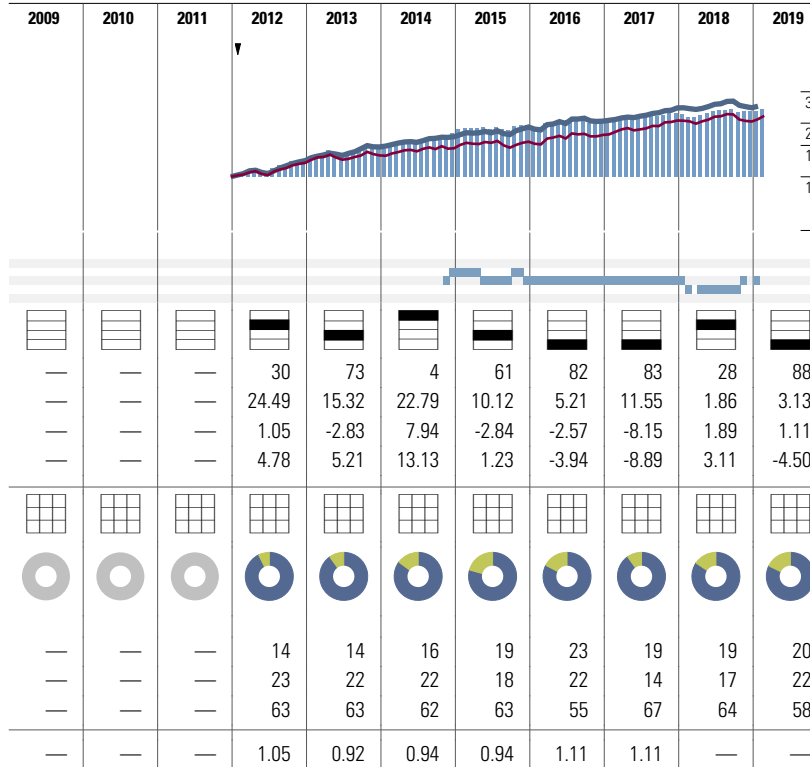 2009 2010 2011 2012 2013 2014 2015 2016 2017 2018 2019
3
2
1
1
— — — 30 73 4 61 82 83 28 88
— — — 24.49 15.32 22.79 10.12 5.21 11.55 1.86 3.13
— — — 1.05 -2.83 7.94 -2.84 -2.57 -8.15 1.89 1.11
— — — 4.78 5.21 13.13 1.23 -3.94 -8.89 3.11 -4.50
— — — 14 14 16 19 23 19 19 20
— — — 23 22 22 18 22 14 17 22
— — — 63 63 62 63 55 67 64 58
— — — 1.05 0.92 0.94 0.94 1.11 1.11 — —